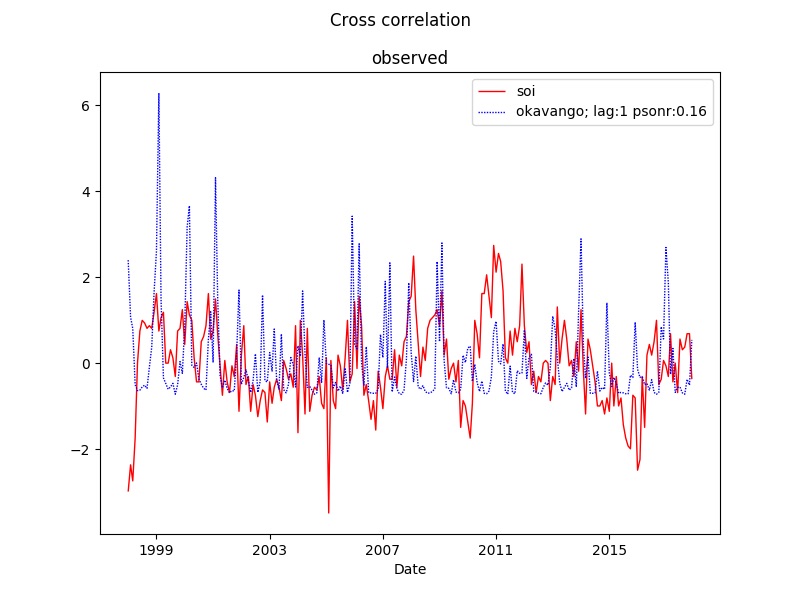 Cross correlation
observed
soi
okavango; lag:1 psonr:0.16
6
4
2
0
−2
1999 2003 2007 2011 2015
Date